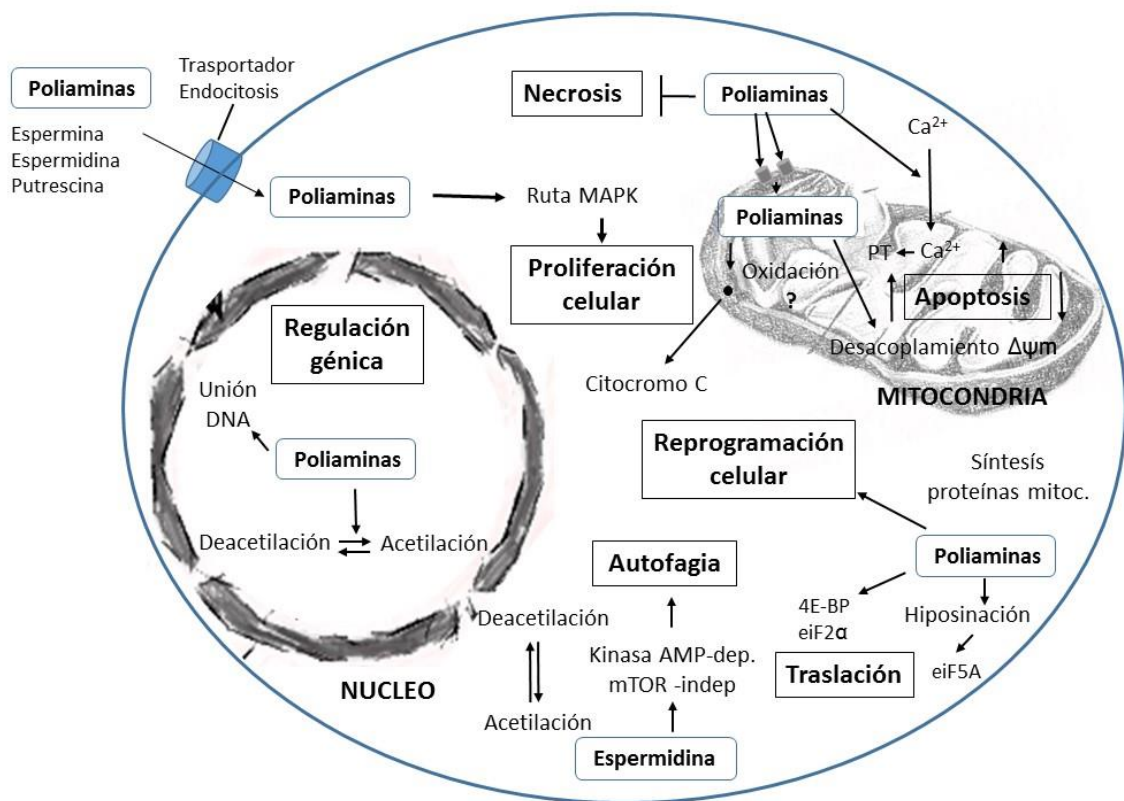 Poliaminas
Trasportador
Endocitosis
Espermina
Espermidina
Putrescina
Poliaminas
Ruta MAPK
Proliferación
celular
Necrosis
Poliaminas
Ca²⁺
Poliaminas
PT
Ca²⁺
Oxidación
?
Apoptosis
Desacoplamiento Δψm
Citocromo C
MITOCONDRIA
Regulación
génica
Unión
DNA
Poliaminas
Deacetilación
Acetilación
NUCLEO
Deacetilación
Acetilación
Autofagia
Kinasa AMP-dep.
mTOR -indep
Espermidina
Reprogramación
celular
Síntesís
proteínas mitoc.
Poliaminas
4E-BP
eiF2α
Hiposinación
Traslación
eiF5A